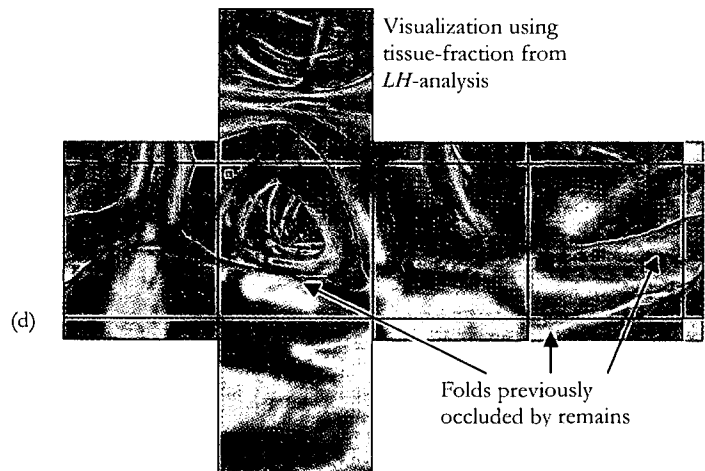 Visualization using
tissue-fraction from
LH-analysis
(d)
Folds previously
occluded by remains